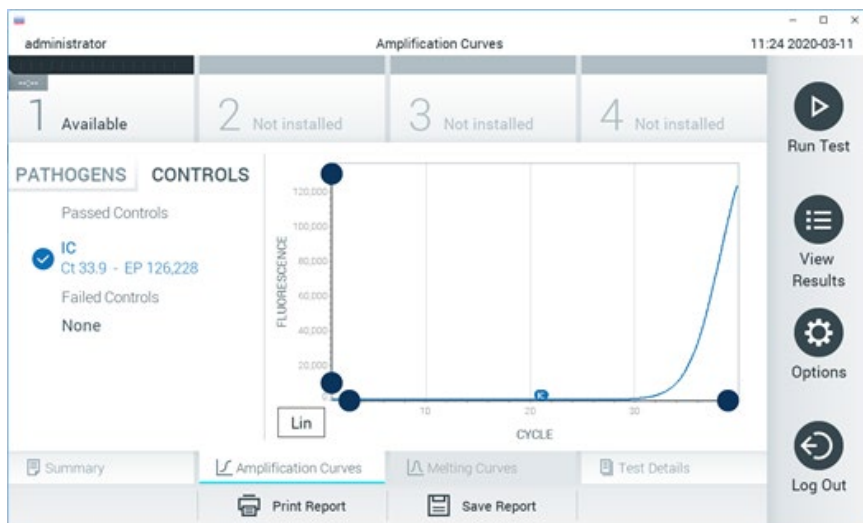 administrator
Amplification Curves
11:24 2020-03-11
--:--
1 Available
2 Not installed
3 Not installed
4 Not installed
PATHOGENS CONTROLS
Passed Controls
IC
Ct 33.9 - EP 126,228
Failed Controls
None
FLUORESCENCE
120,000
100,000
80,000
60,000
40,000
20,000
0
IC
10 20 30
CYCLE
Lin
Run Test
View
Results
Options
Log Out
Summary
Amplification Curves
Melting Curves
Test Details
Print Report
Save Report